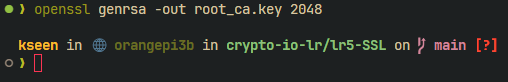 ❯ openssl genrsa -out root_ca.key 2048
kseen in 🌐 orangepi3b in crypto-io-lr/lr5-SSL on  main [?]
❯